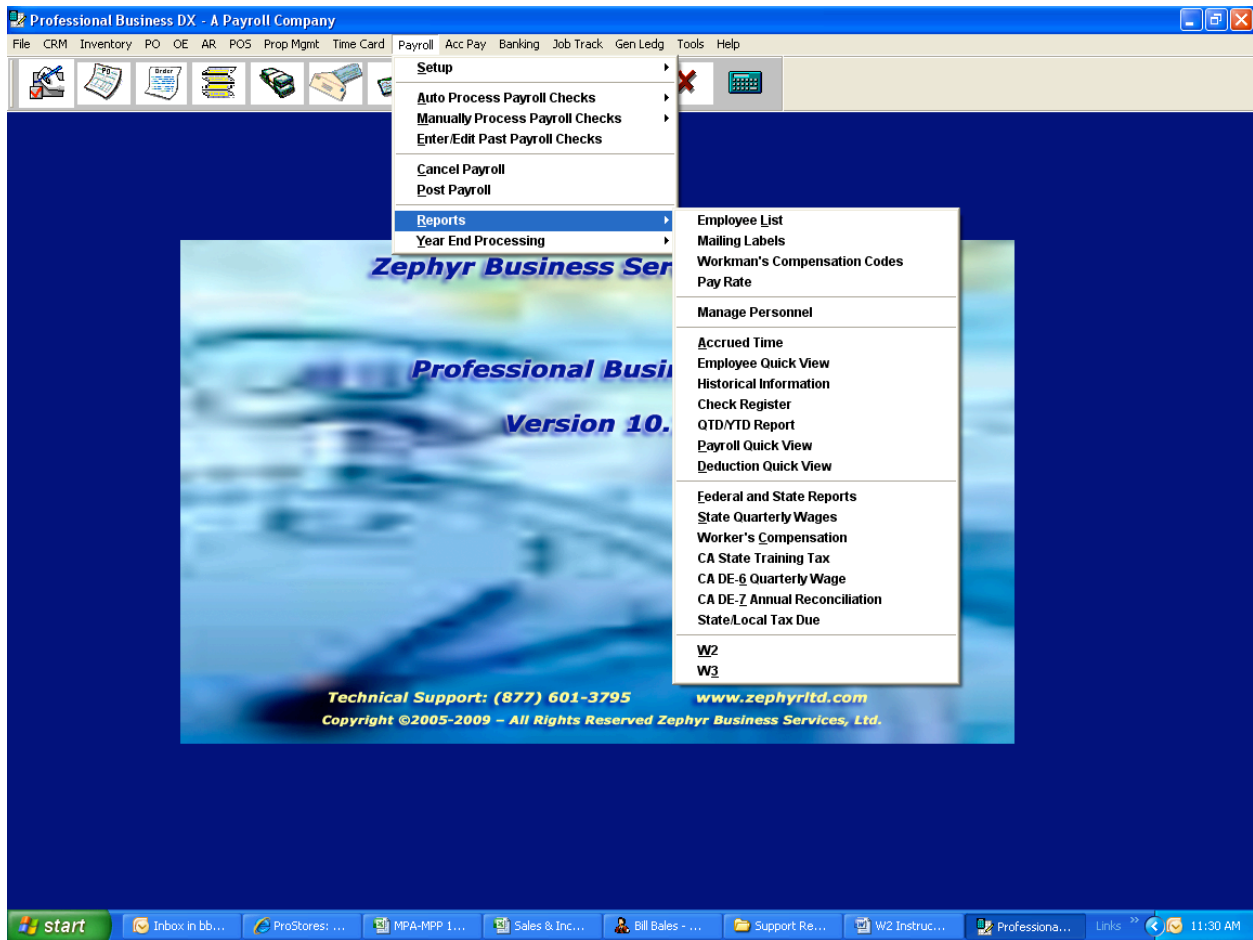 Professional Business DX - A Payroll Company
File CRM Inventory PO OE AR POS Prop Mgmt Time Card Payroll Acc Pay Banking Job Track Gen Ledg Tools Help
PO
Order
Setup
Auto Process Payroll Checks
Manually Process Payroll Checks
Enter/Edit Past Payroll Checks
Cancel Payroll
Post Payroll
Reports
Year End Processing
Employee List
Mailing Labels
Workman's Compensation Codes
Pay Rate
Manage Personnel
Accrued Time
Employee Quick View
Historical Information
Check Register
QTD/YTD Report
Payroll Quick View
Deduction Quick View
Federal and State Reports
State Quarterly Wages
Worker's Compensation
CA State Training Tax
CA DE-6 Quarterly Wage
CA DE-7 Annual Reconciliation
State/Local Tax Due
W2
W3
Zephyr Business Ser
Professional Busi
Version 10.
Technical Support: (877) 601-3795 www.zephyrltd.com
Copyright ©2005-2009 – All Rights Reserved Zephyr Business Services, Ltd.
start Inbox in bb... ProStores: ... MPA-MPP 1... Sales & Inc... Bill Bales - ... Support Re... W2 Instruc... Professiona... Links » 11:30 AM